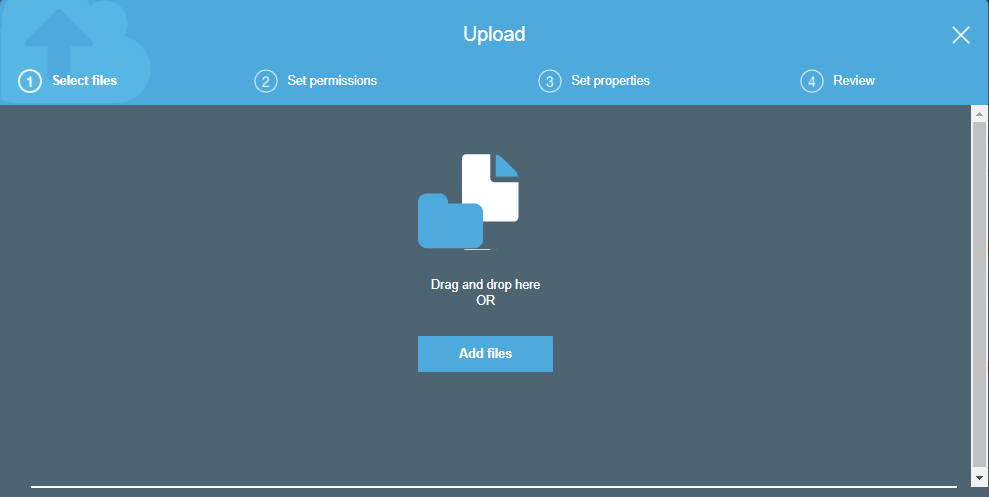 Upload
1 Select files
2 Set permissions
3 Set properties
4 Review
Drag and drop here
OR
Add files